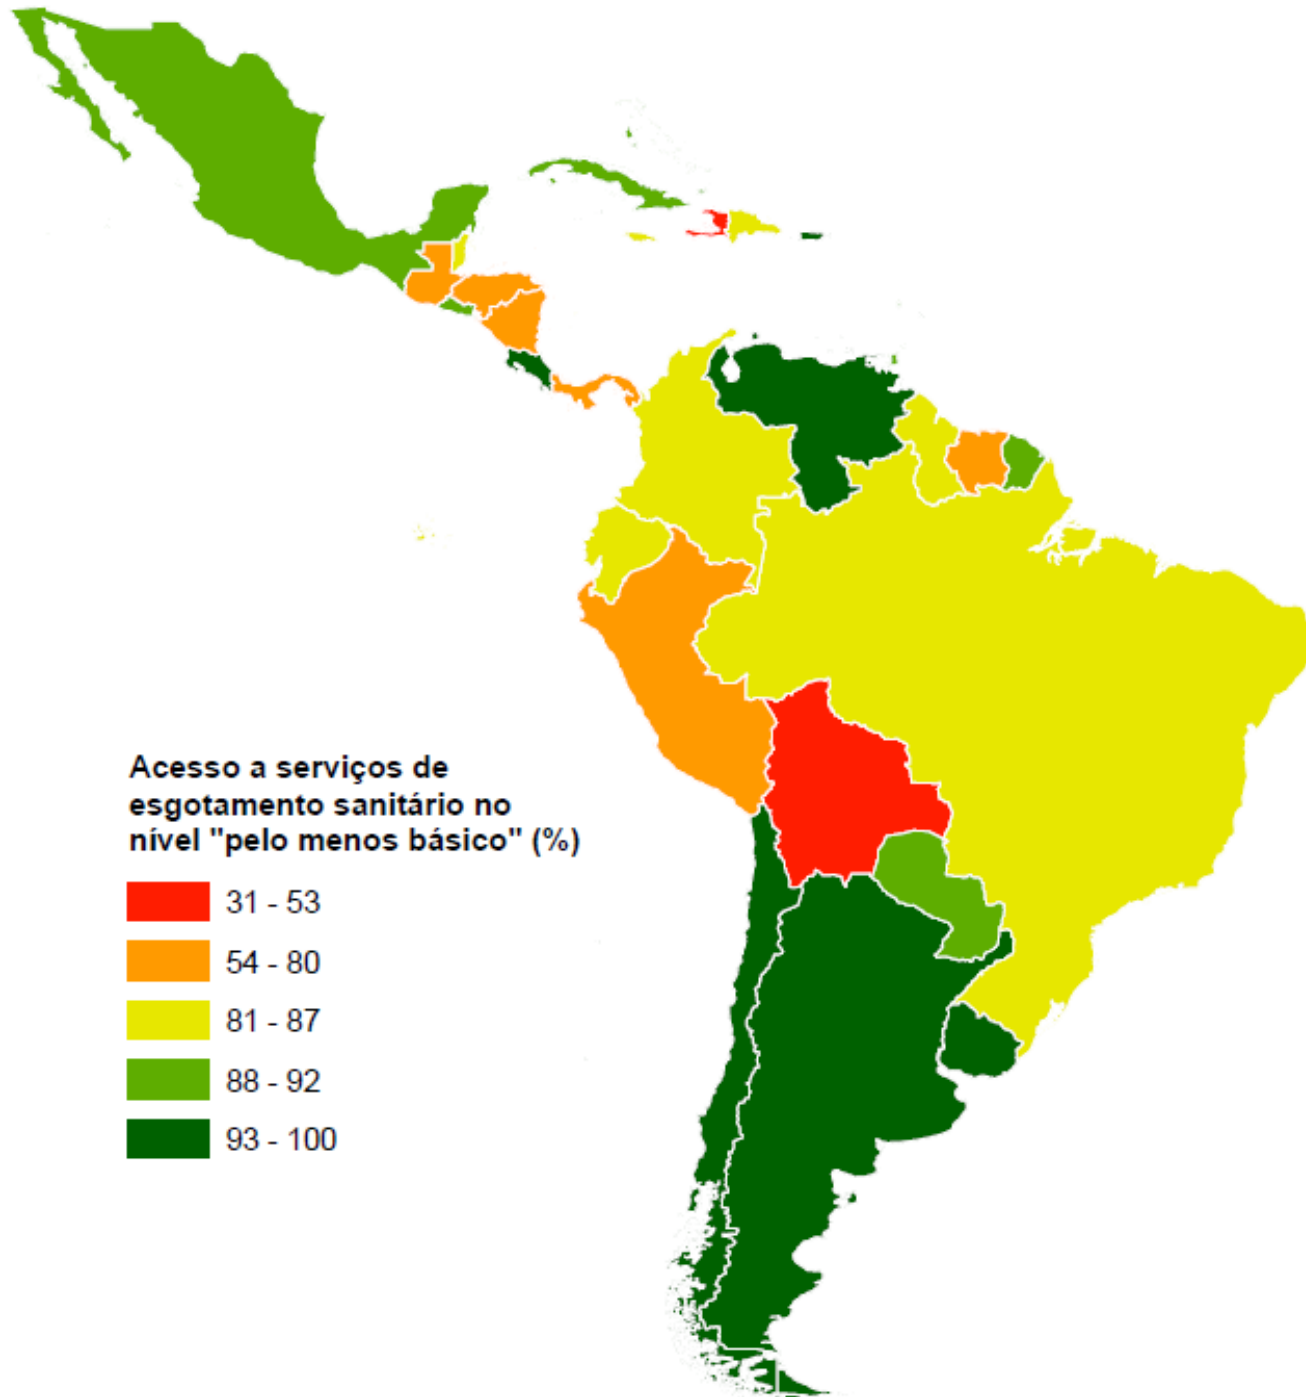 Acesso a serviços de
esgotamento sanitário no
nível "pelo menos básico" (%)
31 - 53
54 - 80
81 - 87
88 - 92
93 - 100